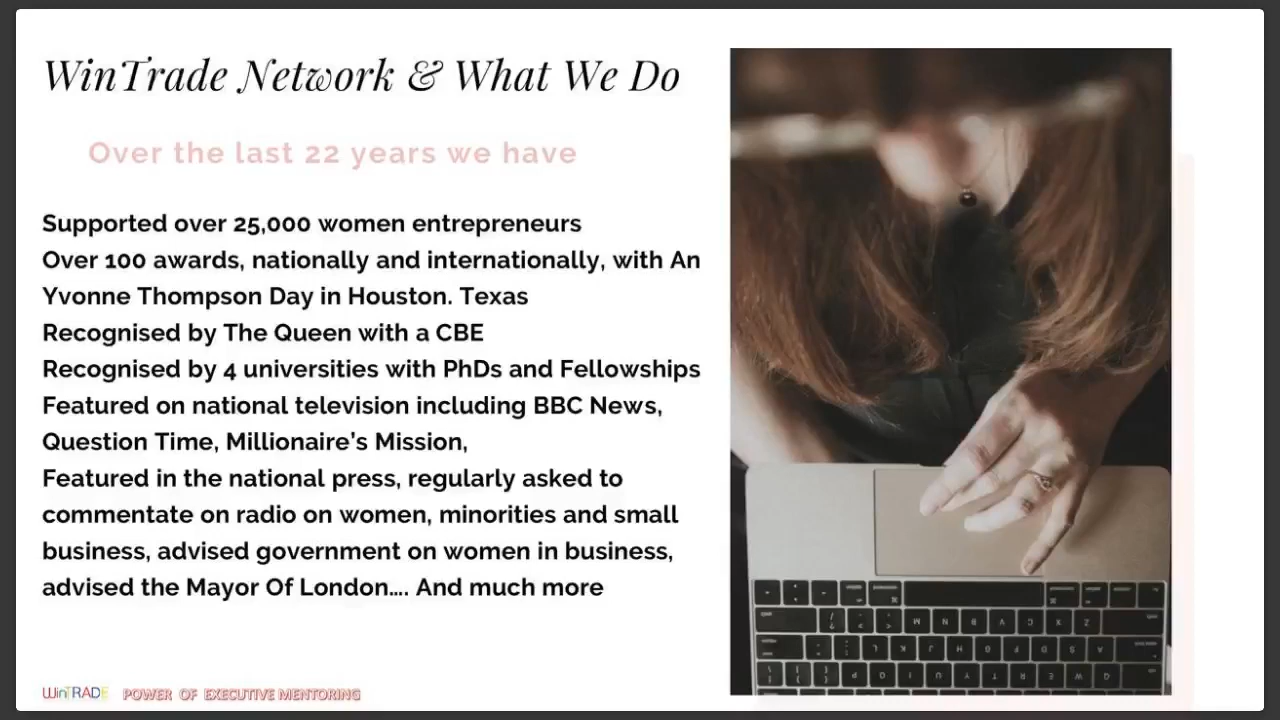 WinTrade Network & What We Do
Over the last 22 years we have
Supported over 25,000 women entrepreneurs
Over 100 awards, nationally and internationally, with An
Yvonne Thompson Day in Houston. Texas
Recognised by The Queen with a CBE
Recognised by 4 universities with PhDs and Fellowships
Featured on national television including BBC News,
Question Time, Millionaire’s Mission,
Featured in the national press, regularly asked to
commentate on radio on women, minorities and small
business, advised government on women in business,
advised the Mayor Of London.... And much more
WinTRADE POWER OF EXECUTIVE MENTORING